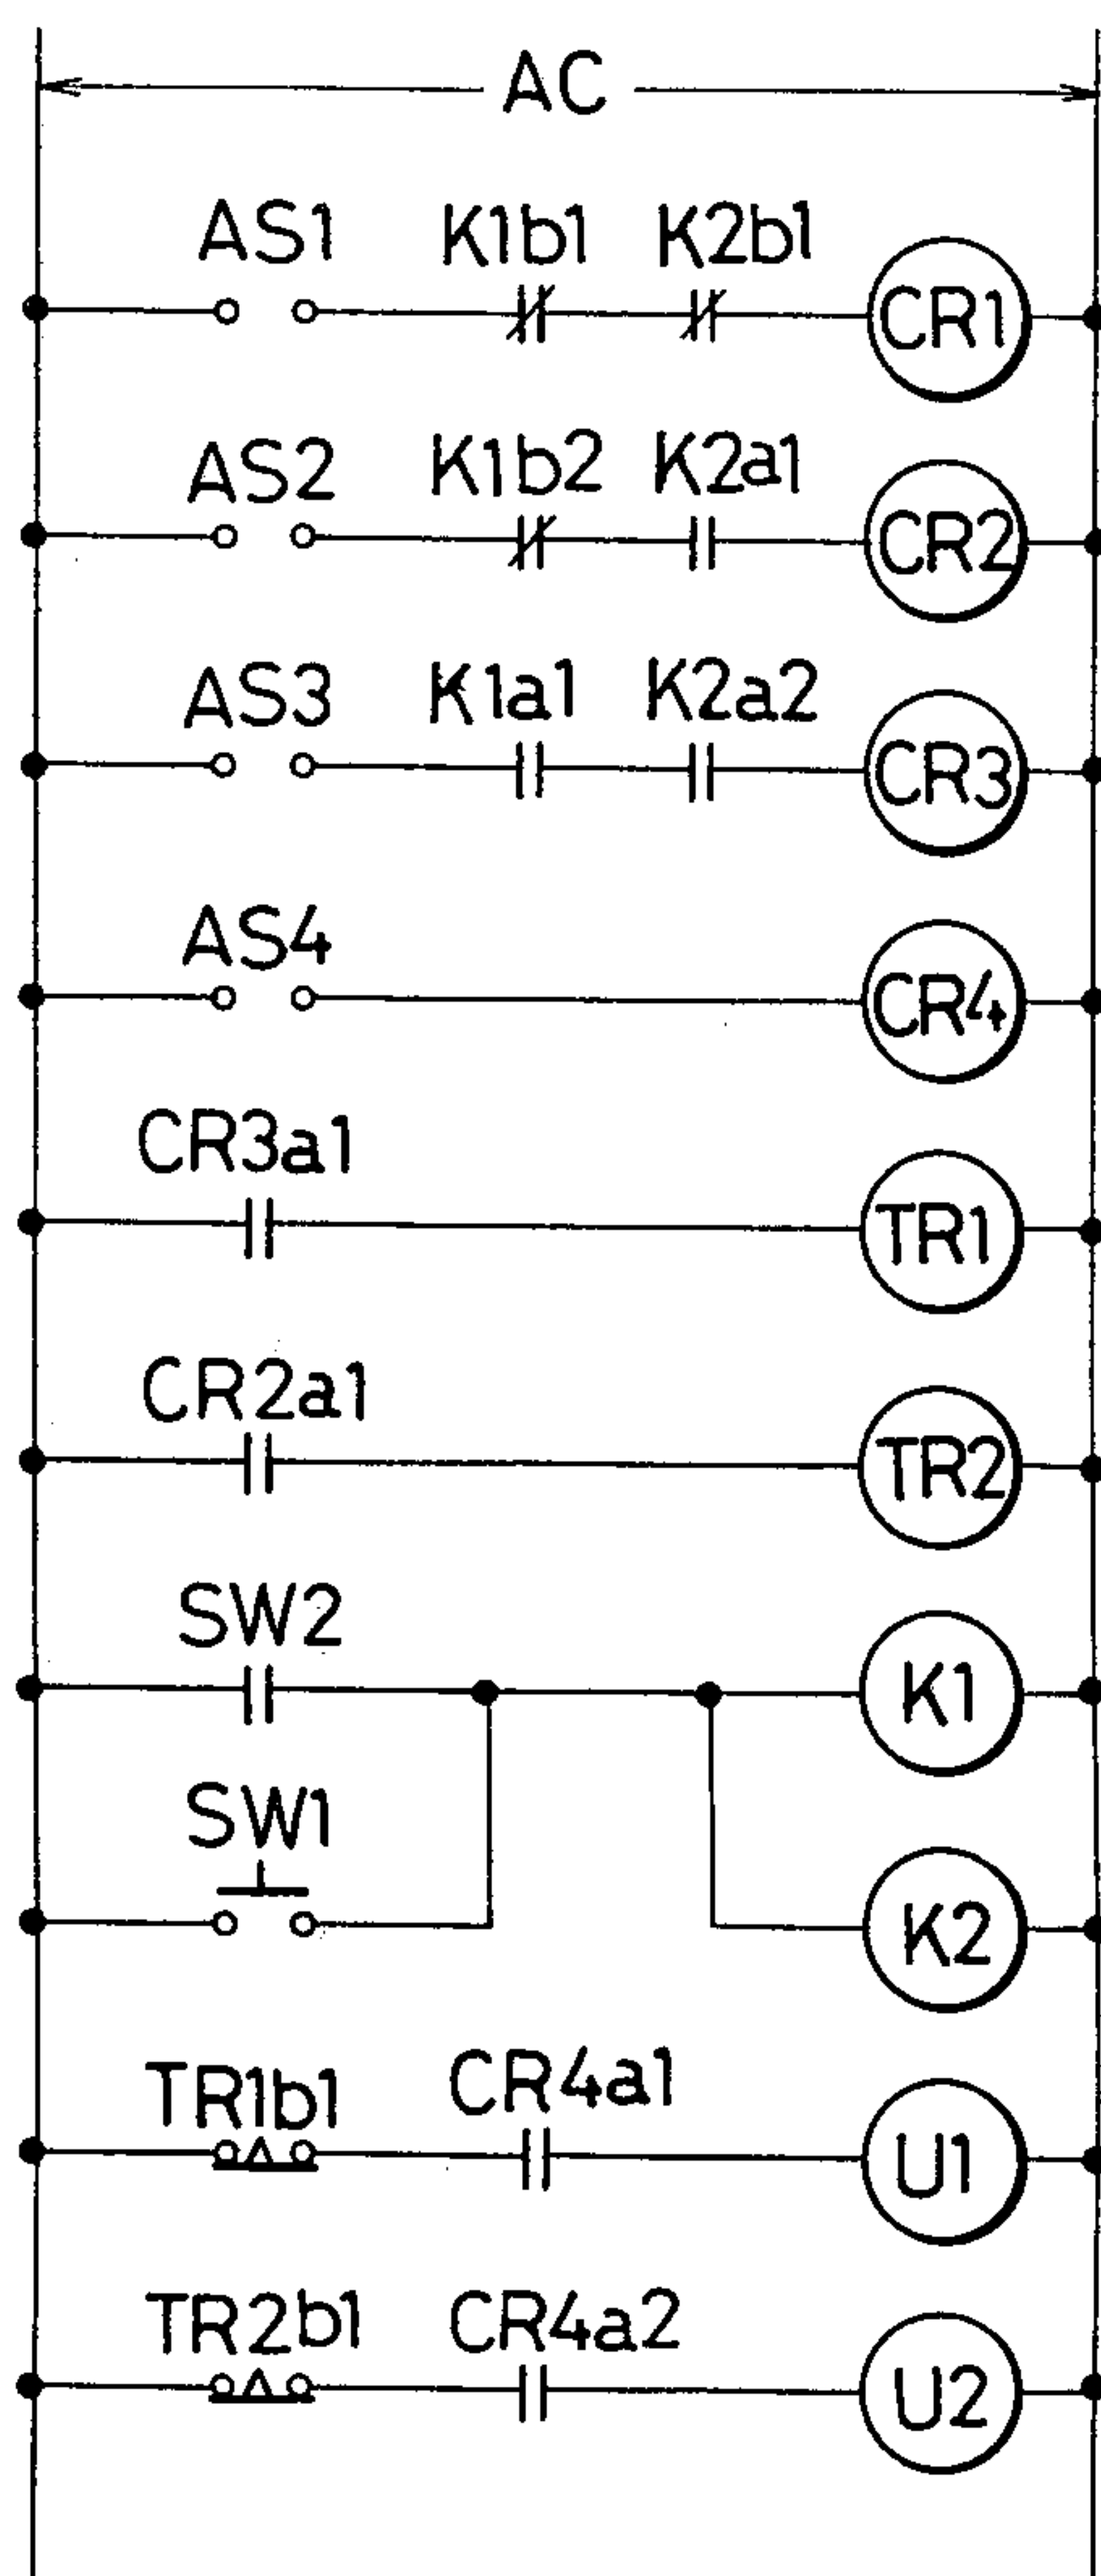 AC
AS1 K1b1 K2b1 CR1
AS2 K1b2 K2a1 CR2
AS3 K1a1 K2a2 CR3
AS4 CR4
CR3a1 TR1
CR2a1 TR2
SW2 K1
SW1 K2
TR1b1 CR4a1 U1
TR2b1 CR4a2 U2